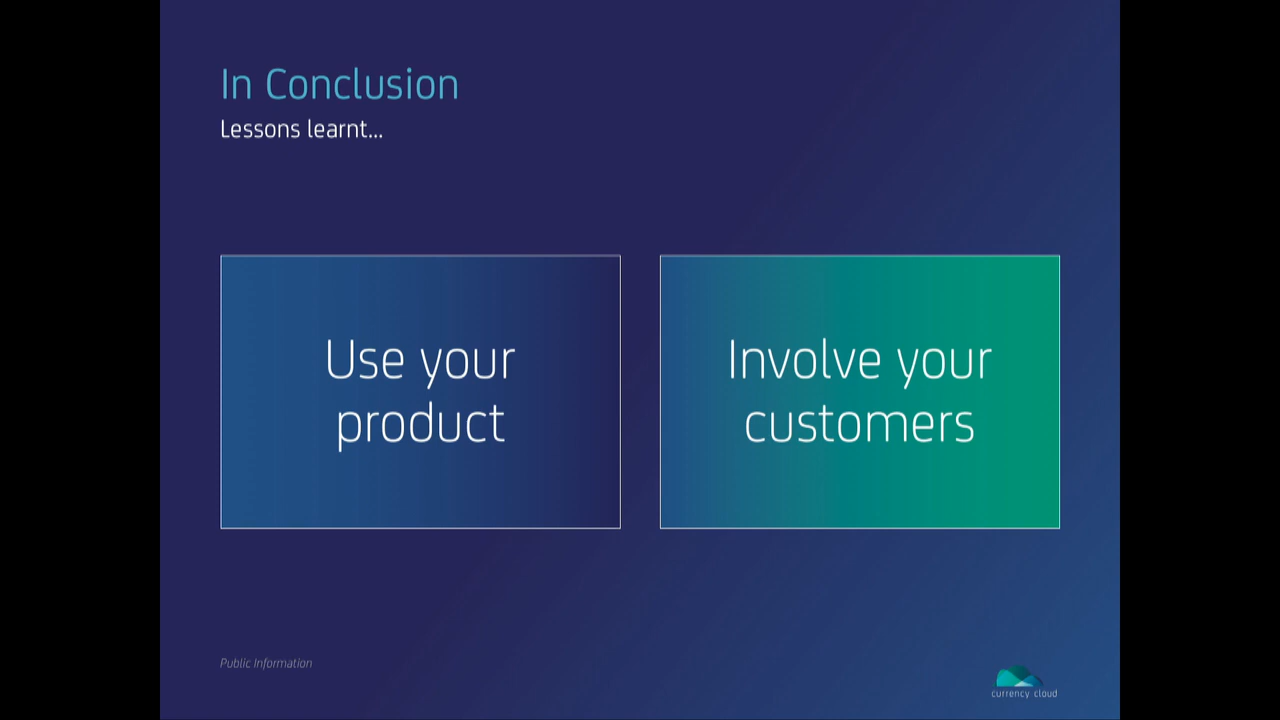 In Conclusion
Lessons learnt...
Use your
product
Involve your
customers
Public Information
currency cloud